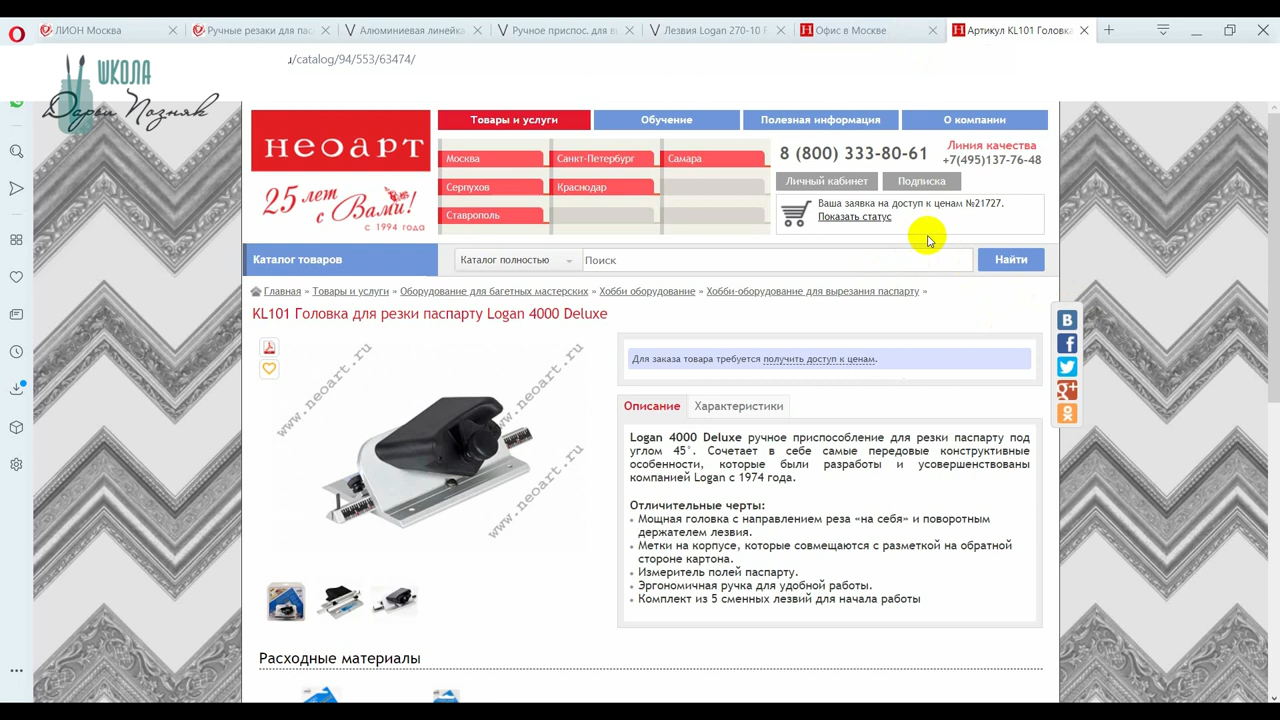 ЛИОН Москва
Ручные резаки для пас
Алюминиевая линейка
Ручное приспос. для в
Лезвия Logan 270-10 F
Офис в Москве
Артикул KL101 Головка
/catalog/94/553/63474/
ШКОЛА
Дарьи Позняк
неоарт
25 лет
с Вами!
с 1994 года
Товары и услуги
Обучение
Полезная информация
О компании
Москва
Санкт-Петербург
Самара
Серпухов
Краснодар
Ставрополь
8 (800) 333-80-61
Линия качества
+7(495)137-76-48
Личный кабинет
Подписка
Ваша заявка на доступ к ценам №21727.
Показать статус
Каталог товаров
Каталог полностью
Поиск
Найти
Главная » Товары и услуги » Оборудование для багетных мастерских » Хобби оборудование » Хобби-оборудование для вырезания паспарту »
KL101 Головка для резки паспарту Logan 4000 Deluxe
www.neoart.ru
www.neoart.ru
www.neoart.ru
Для заказа товара требуется получить доступ к ценам.
Описание
Характеристики
Logan 4000 Deluxe ручное приспособление для резки паспарту под
углом 45°. Сочетает в себе самые передовые конструктивные
особенности, которые были разработы и усовершенствованы
компанией Logan с 1974 года.
Отличительные черты:
• Мощная головка с направлением реза «на себя» и поворотным
держателем лезвия.
• Метки на корпусе, которые совмещаются с разметкой на обратной
стороне картона.
• Измеритель полей паспарту.
• Эргономичная ручка для удобной работы.
• Комплект из 5 сменных лезвий для начала работы
Расходные материалы